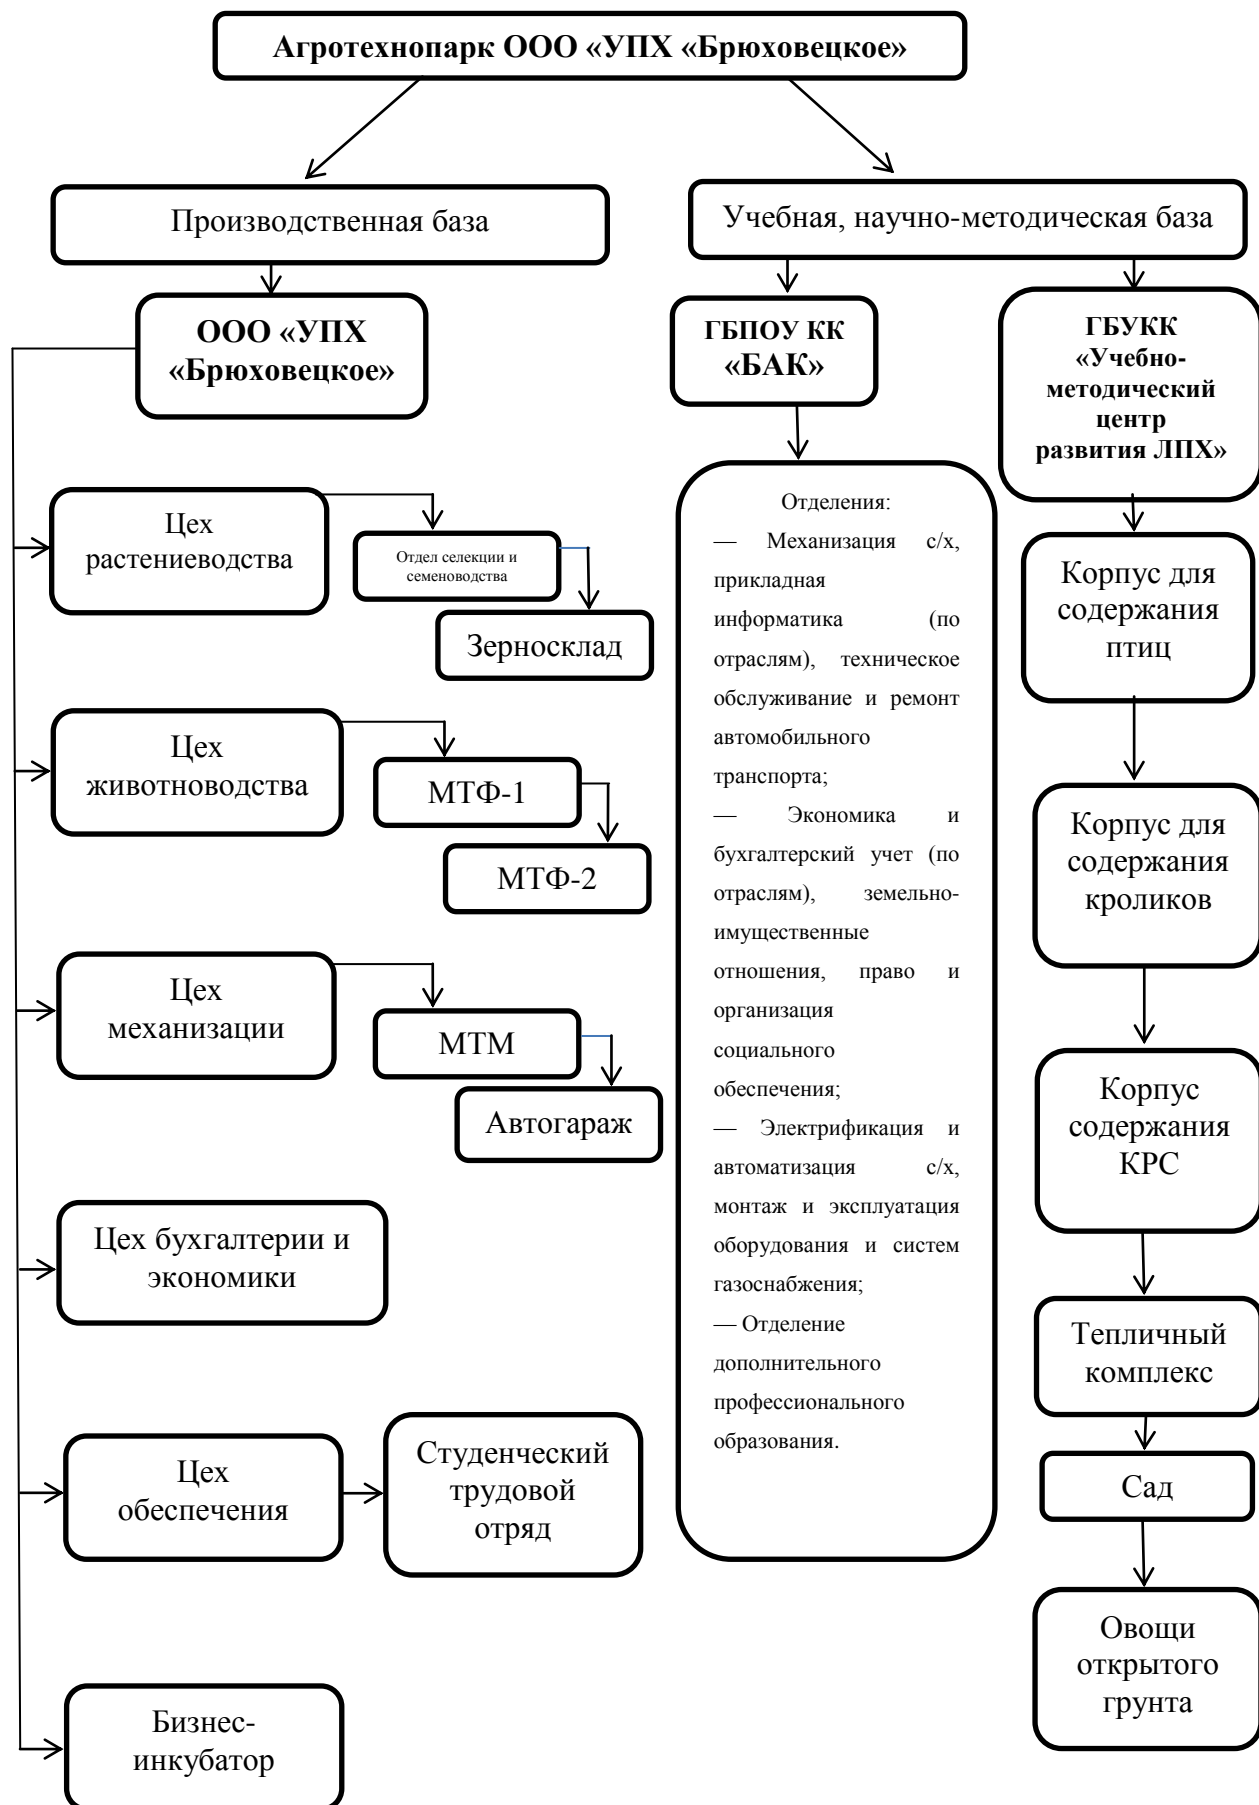 Агротехнопарк ООО «УПХ «Брюховецкое»
Производственная база
Учебная, научно-методическая база
ООО «УПХ
«Брюховецкое»
ГБПОУ КК
«БАК»
ГБУКК
«Учебно-
методический
центр
развития ЛПХ»
Цех
растениеводства
Отдел селекции и
семеноводства
Зерносклад
Цех
животноводства
МТФ-1
МТФ-2
Цех
механизации
МТМ
Автогараж
Цех бухгалтерии и
экономики
Цех
обеспечения
Студенческий
трудовой
отряд
Бизнес-
инкубатор
Отделения:
— Механизация с/х,
прикладная
информатика (по
отраслям), техническое
обслуживание и ремонт
автомобильного
транспорта;
— Экономика и
бухгалтерский учет (по
отраслям), земельно-
имущественные
отношения, право и
организация
социального
обеспечения;
— Электрификация и
автоматизация с/х,
монтаж и эксплуатация
оборудования и систем
газоснабжения;
— Отделение
дополнительного
профессионального
образования.
Корпус для
содержания
птиц
Корпус для
содержания
кроликов
Корпус
содержания
КРС
Тепличный
комплекс
Сад
Овощи
открытого
грунта